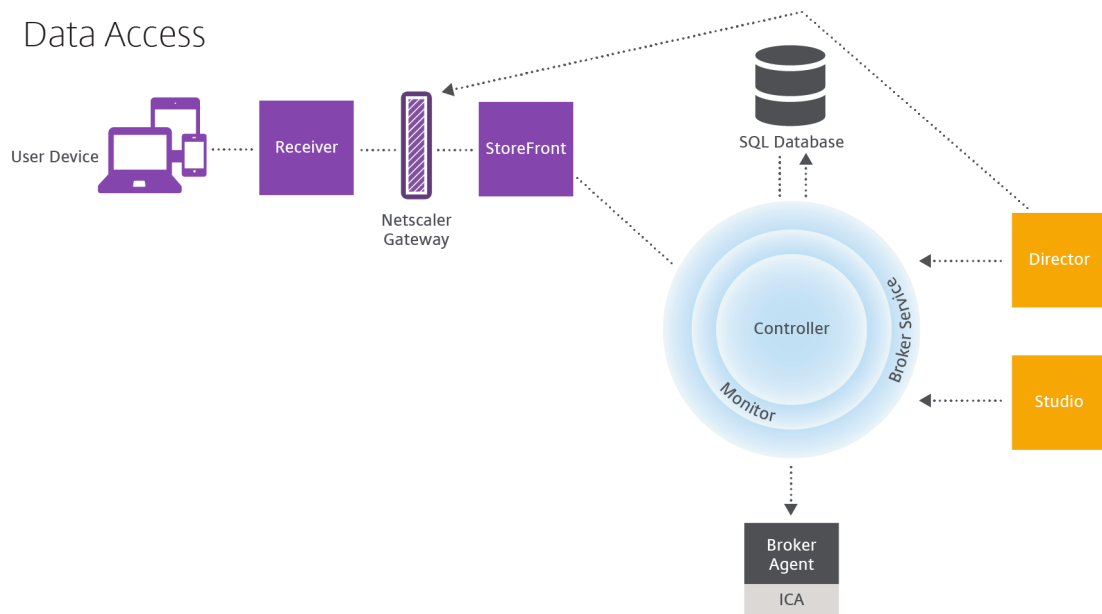 Data Access
User Device
Receiver
Netscaler
Gateway
StoreFront
SQL Database
Controller
Monitor
Broker Service
Director
Studio
Broker
Agent
ICA